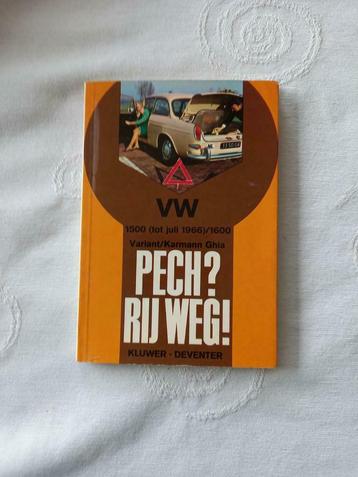 VW
1500 (tot juli 1966)/1600
Variant/Karmann Ghia
PECH?
RIJ WEG!
KLUWER - DEVENTER